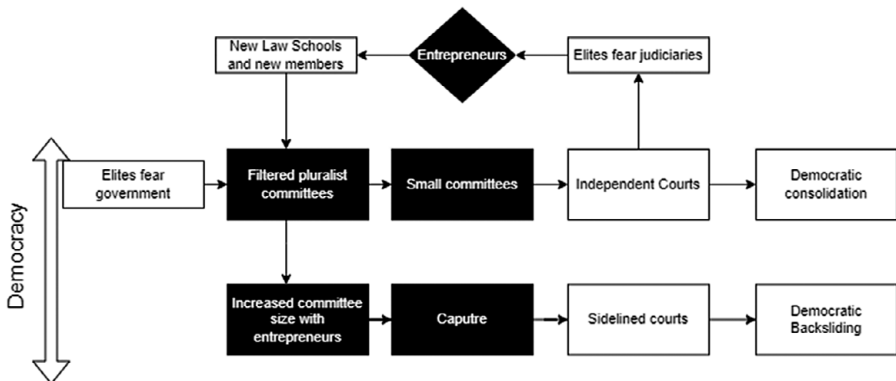 New Law Schools
and new members
Entrepreneurs
Elites fear judiciaries
Democracy
Elites fear
government
Filtered pluralist
committees
Small committees
Independent Courts
Democratic
consolidation
Increased committee
size with
entrepreneurs
Caputre
Sidelined courts
Democratic
Backsliding